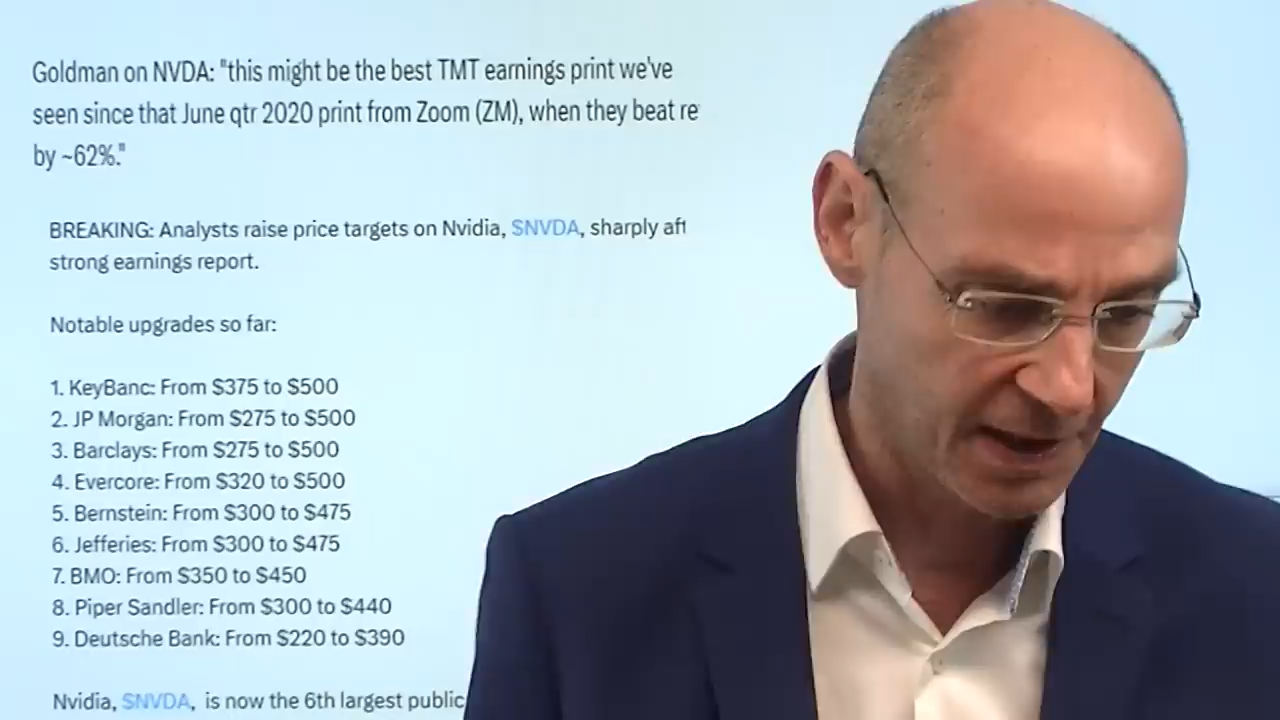 Goldman on NVDA: "this might be the best TMT earnings print we've
seen since that June qtr 2020 print from Zoom (ZM), when they beat re
by ~62%."
BREAKING: Analysts raise price targets on Nvidia, $NVDA, sharply aft
strong earnings report.
Notable upgrades so far:
1. KeyBanc: From $375 to $500
2. JP Morgan: From $275 to $500
3. Barclays: From $275 to $500
4. Evercore: From $320 to $500
5. Bernstein: From $300 to $475
6. Jefferies: From $300 to $475
7. BMO: From $350 to $450
8. Piper Sandler: From $300 to $440
9. Deutsche Bank: From $220 to $390
Nvidia, $NVDA, is now the 6th largest public